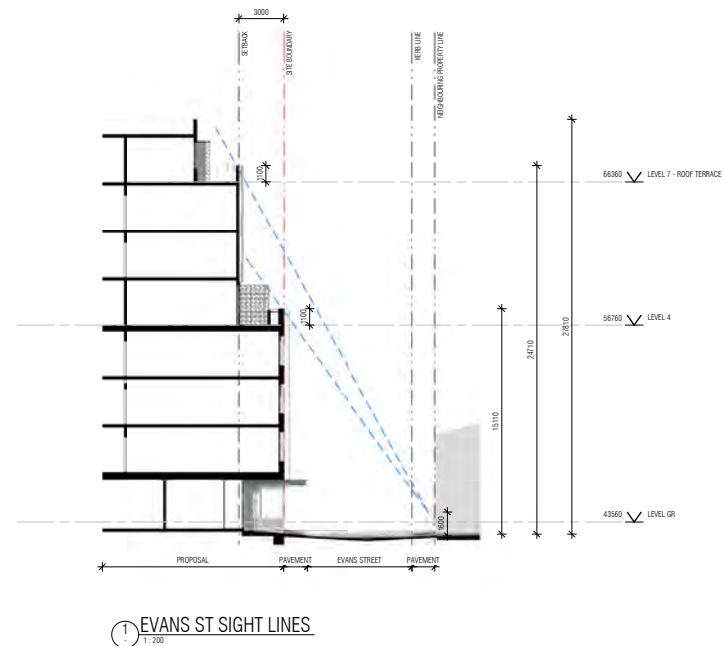 3000
SETBACK
SITE BOUNDARY
KERB LINE
NEIGHBOURING PROPERTY LINE
1100
66360 LEVEL 7 - ROOF TERRACE
27810
24710
1100
56760 LEVEL 4
15110
1600
43560 LEVEL GR
PROPOSAL PAVEMENT EVANS STREET PAVEMENT
1 EVANS ST SIGHT LINES
- 1 : 200